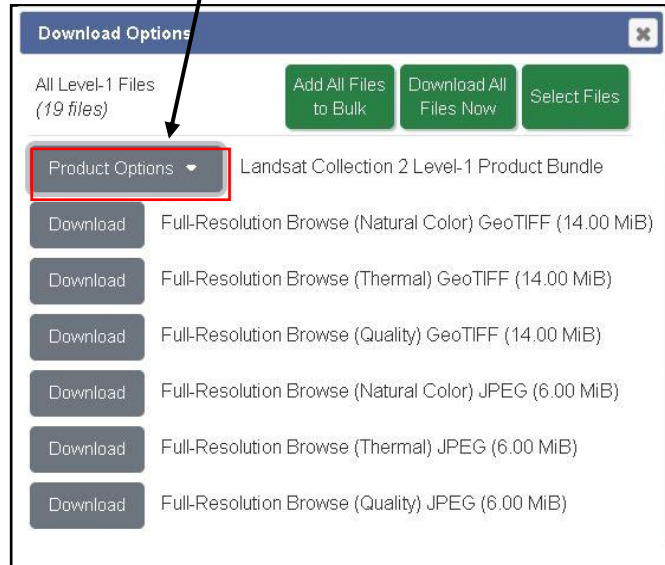 Download Options
All Level-1 Files
(19 files)
Add All Files
to Bulk
Download All
Files Now
Select Files
Product Options
Landsat Collection 2 Level-1 Product Bundle
Download Full-Resolution Browse (Natural Color) GeoTIFF (14.00 MiB)
Download Full-Resolution Browse (Thermal) GeoTIFF (14.00 MiB)
Download Full-Resolution Browse (Quality) GeoTIFF (14.00 MiB)
Download Full-Resolution Browse (Natural Color) JPEG (6.00 MiB)
Download Full-Resolution Browse (Thermal) JPEG (6.00 MiB)
Download Full-Resolution Browse (Quality) JPEG (6.00 MiB)